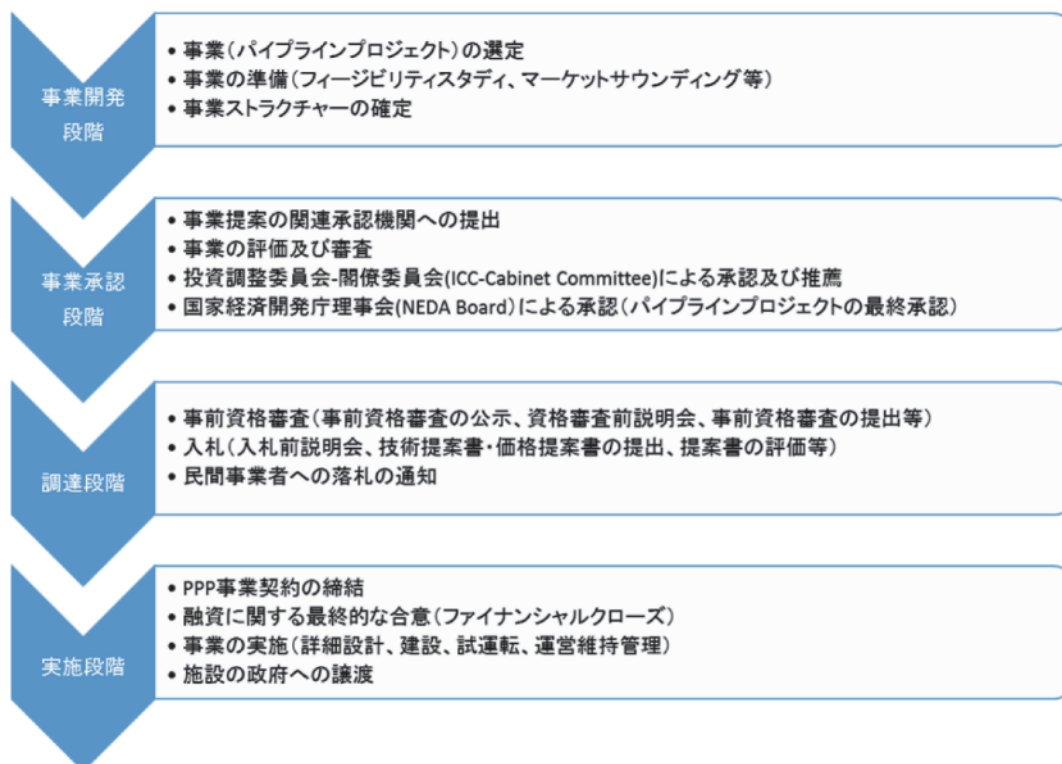 事業開発
段階
• 事業(パイプラインプロジェクト)の選定
• 事業の準備(フィージビリティスタディ、マーケットサウンディング等)
• 事業ストラクチャーの確定
事業承認
段階
• 事業提案の関連承認機関への提出
• 事業の評価及び審査
• 投資調整委員会-閣僚委員会(ICC-Cabinet Committee)による承認及び推薦
• 国家経済開発庁理事会(NEDA Board)による承認(パイプラインプロジェクトの最終承認)
調達段階
• 事前資格審査(事前資格審査の公示、資格審査前説明会、事前資格審査の提出等)
• 入札(入札前説明会、技術提案書・価格提案書の提出、提案書の評価等)
• 民間事業者への落札の通知
実施段階
• PPP事業契約の締結
• 融資に関する最終的な合意(ファイナンシャルクローズ)
• 事業の実施(詳細設計、建設、試運転、運営維持管理)
• 施設の政府への譲渡